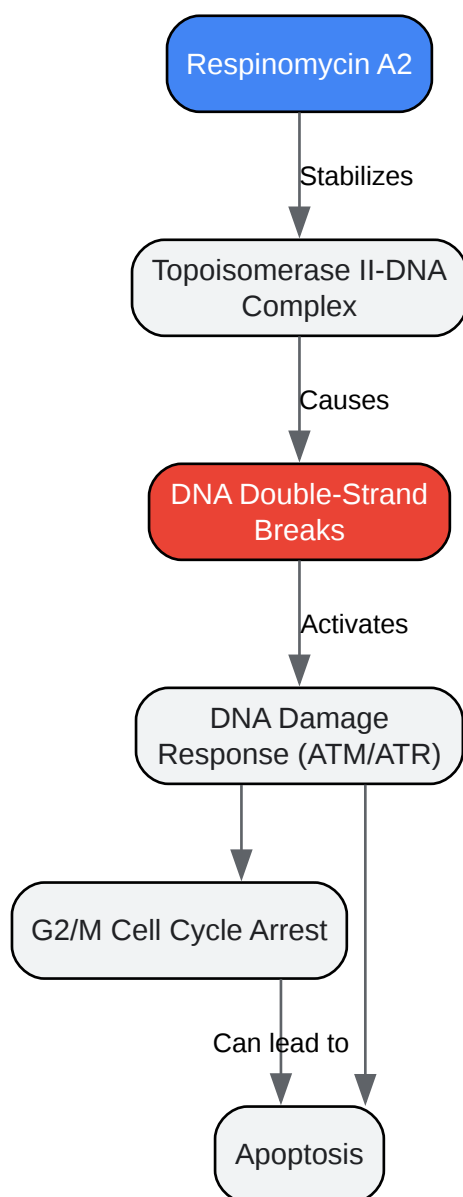 Respinomycin A2
Stabilizes
Topoisomerase II-DNA
Complex
Causes
DNA Double-Strand
Breaks
Activates
DNA Damage
Response (ATM/ATR)
G2/M Cell Cycle Arrest
Can lead to
Apoptosis